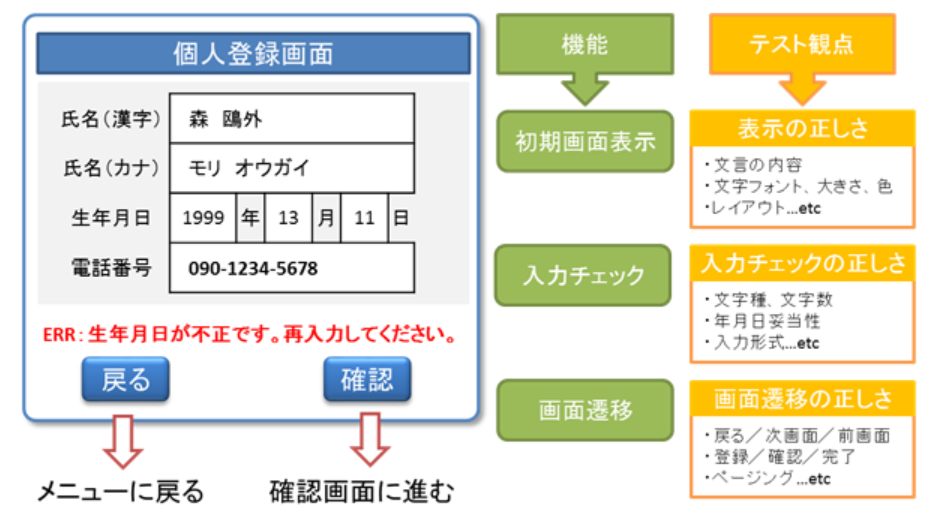 個人登録画面
氏名(漢字) 森 鴎外
氏名(カナ) モリ オウガイ
生年月日 1999 年 13 月 11 日
電話番号 090-1234-5678
ERR:生年月日が不正です。再入力してください。
戻る 確認
メニューに戻る 確認画面に進む
機能
初期画面表示
入力チェック
画面遷移
テスト観点
表示の正しさ
・文言の内容
・文字フォント、大きさ、色
・レイアウト...etc
入力チェックの正しさ
・文字種、文字数
・年月日妥当性
・入力形式...etc
画面遷移の正しさ
・戻る/次画面/前画面
・登録/確認/完了
・ページング...etc